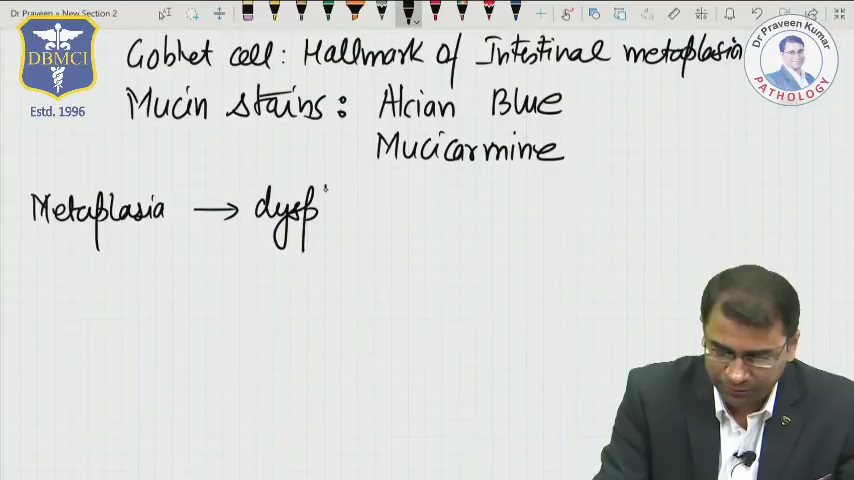 Dr Praveen » New Section 2
DBMCI
Estd. 1996
Dr Praveen Kumar
PATHOLOGY
Goblet cell : Hallmark of Intestinal metaplasia
Mucin stains : Alcian Blue
Mucicarmine
Metaplasia → dysp